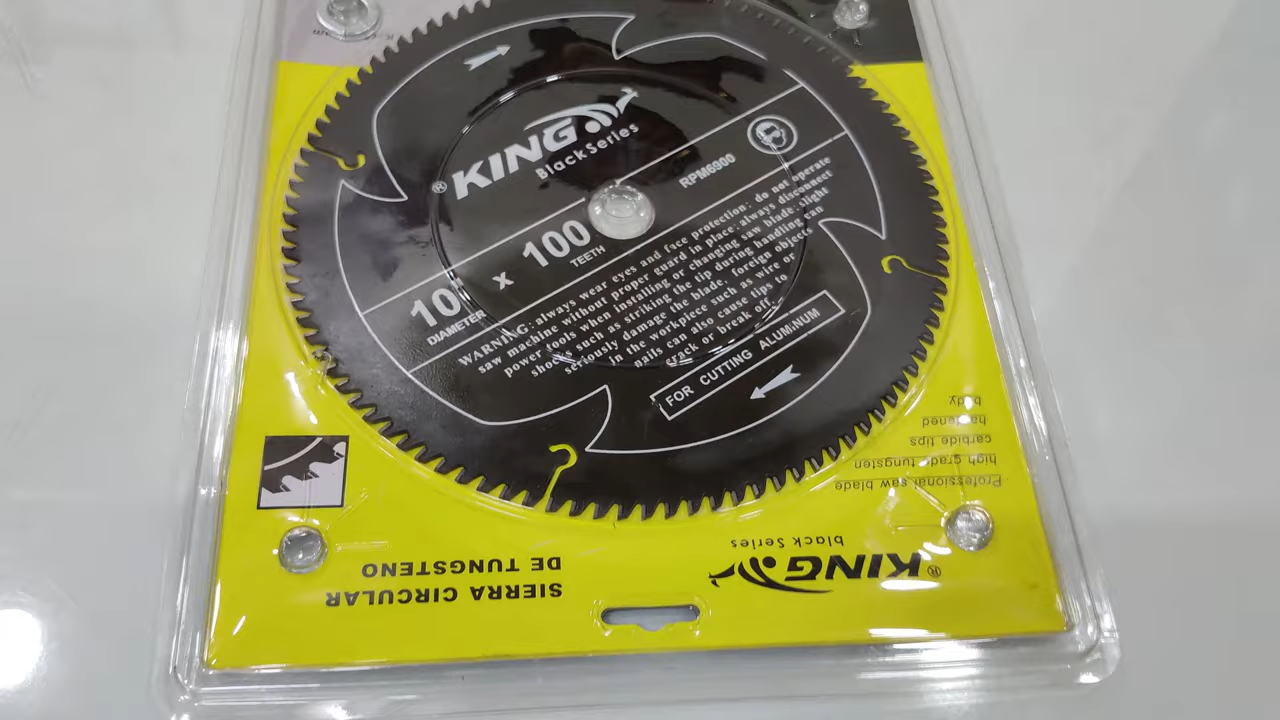 ® KING
BlackSeries
10" x 100
DIAMETER
TEETH
RPM6900
WARNING: always wear eyes and face protection: do not operate
saw machine without proper guard in place.always disconnect
power tools when installing or changing saw blade.slight
shocks such as striking the tip during handling can
seriously damage the blade, foreign objects
in the workpiece such as wire or
nails can also cause tips to
crack or break off.
FOR CUTTING ALUMINUM
SIERRA CIRCULAR
DE TUNGSTENO
KING®
black Series
Professional saw blade
high grade tungsten
carbide tips
hardened
body